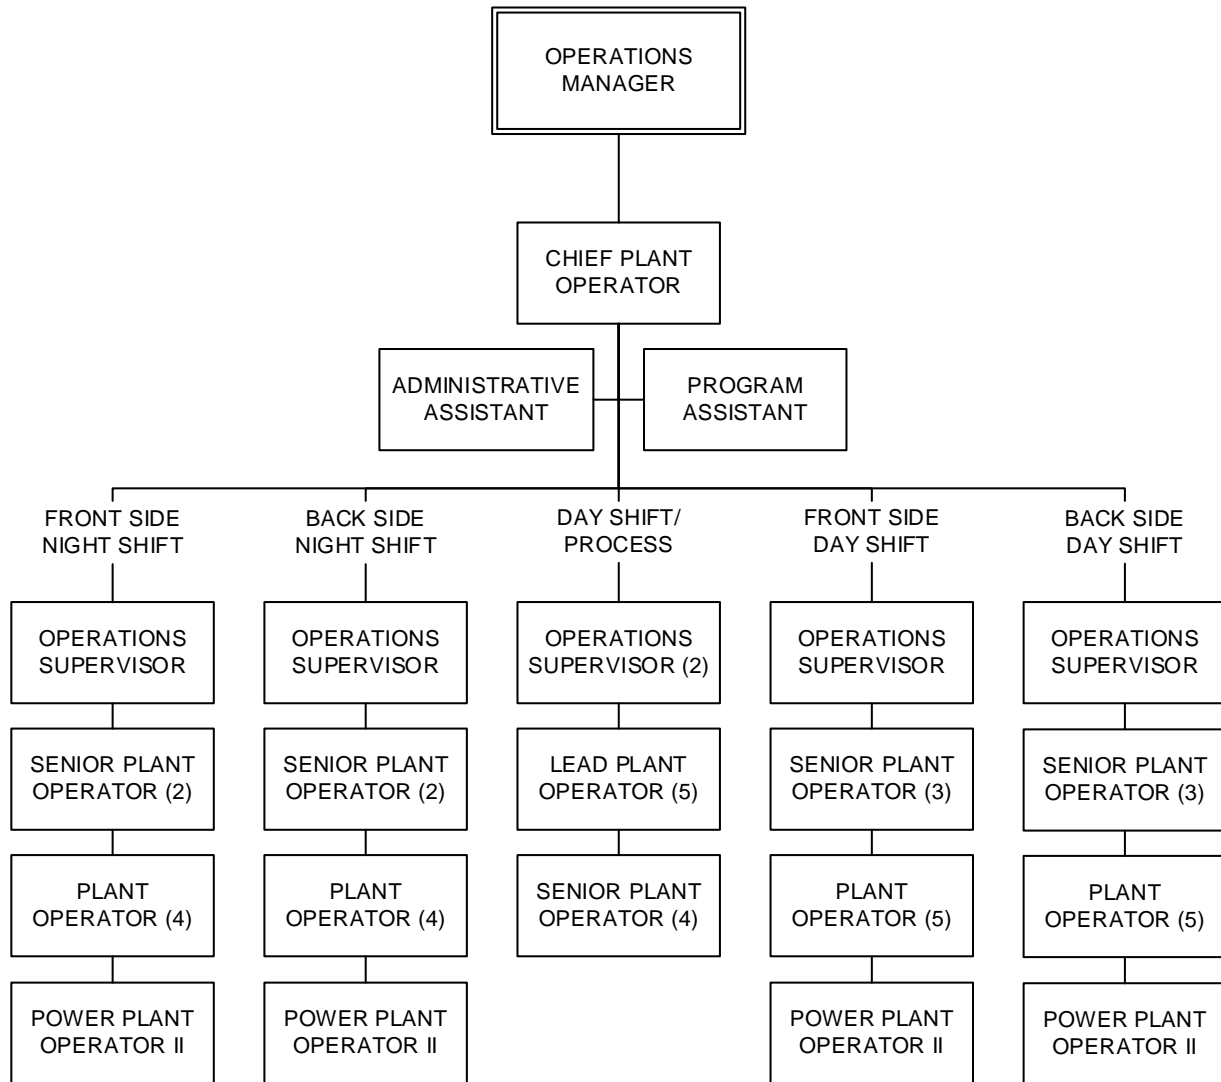 OPERATIONS
MANAGER
CHIEF PLANT
OPERATOR
ADMINISTRATIVE
ASSISTANT
PROGRAM
ASSISTANT
FRONT SIDE
NIGHT SHIFT
BACK SIDE
NIGHT SHIFT
DAY SHIFT/
PROCESS
FRONT SIDE
DAY SHIFT
BACK SIDE
DAY SHIFT
OPERATIONS
SUPERVISOR
OPERATIONS
SUPERVISOR
OPERATIONS
SUPERVISOR (2)
OPERATIONS
SUPERVISOR
OPERATIONS
SUPERVISOR
SENIOR PLANT
OPERATOR (2)
SENIOR PLANT
OPERATOR (2)
LEAD PLANT
OPERATOR (5)
SENIOR PLANT
OPERATOR (3)
SENIOR PLANT
OPERATOR (3)
PLANT
OPERATOR (4)
PLANT
OPERATOR (4)
SENIOR PLANT
OPERATOR (4)
PLANT
OPERATOR (5)
PLANT
OPERATOR (5)
POWER PLANT
OPERATOR II
POWER PLANT
OPERATOR II
POWER PLANT
OPERATOR II
POWER PLANT
OPERATOR II